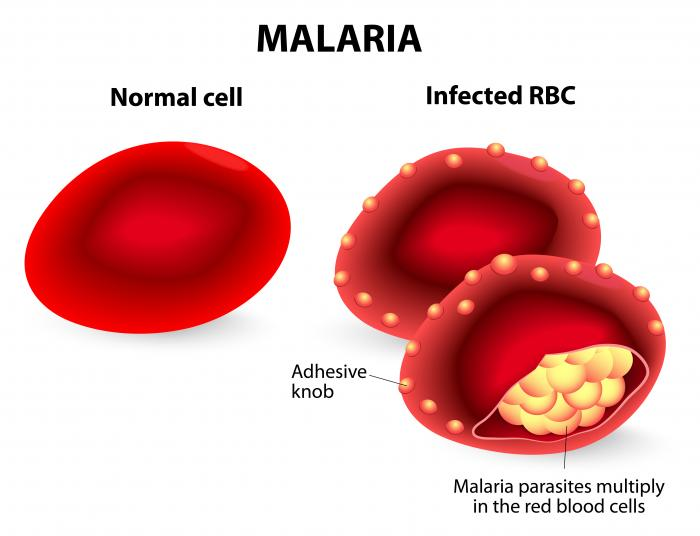 MALARIA
Normal cell
Infected RBC
Adhesive
knob
Malaria parasites multiply
in the red blood cells